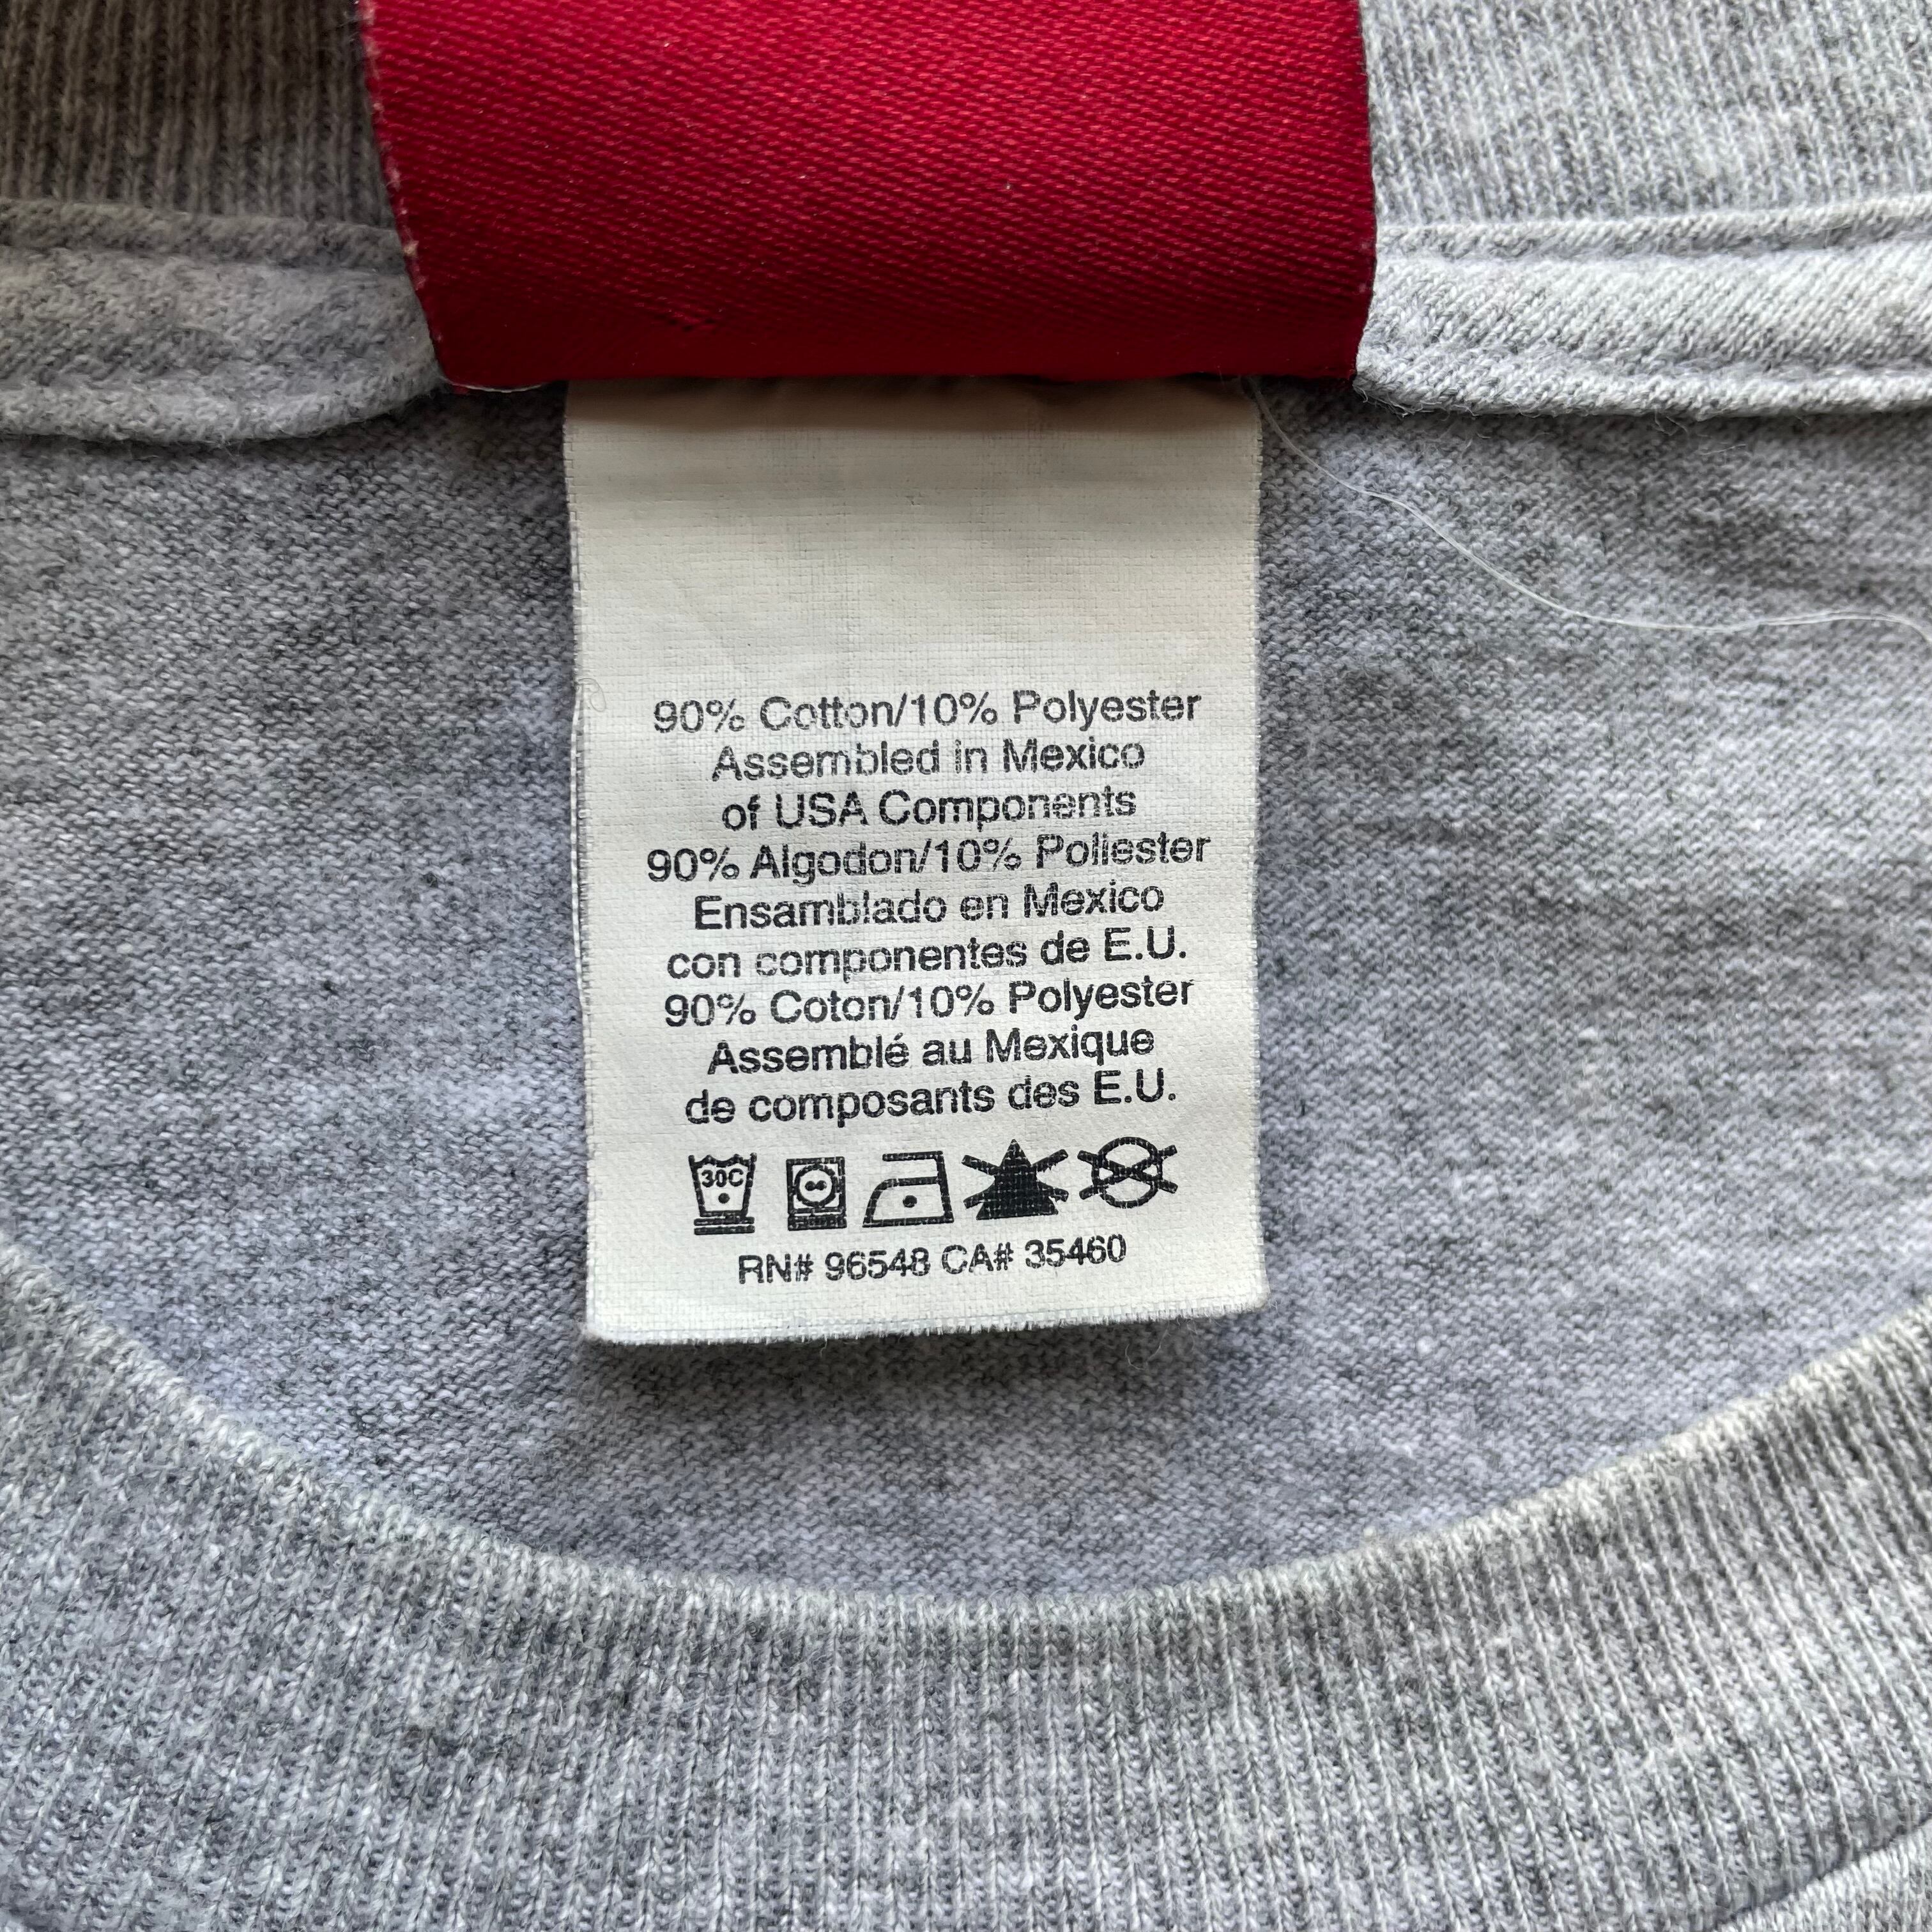 90% Cotton/10% Polyester
Assembled in Mexico
of USA Components
90% Algodon/10% Poliester
Ensamblado en Mexico
con componentes de E.U.
90% Coton/10% Polyester
Assemblé au Mexique
de composants des E.U.
30C
RN# 96548 CA# 35460